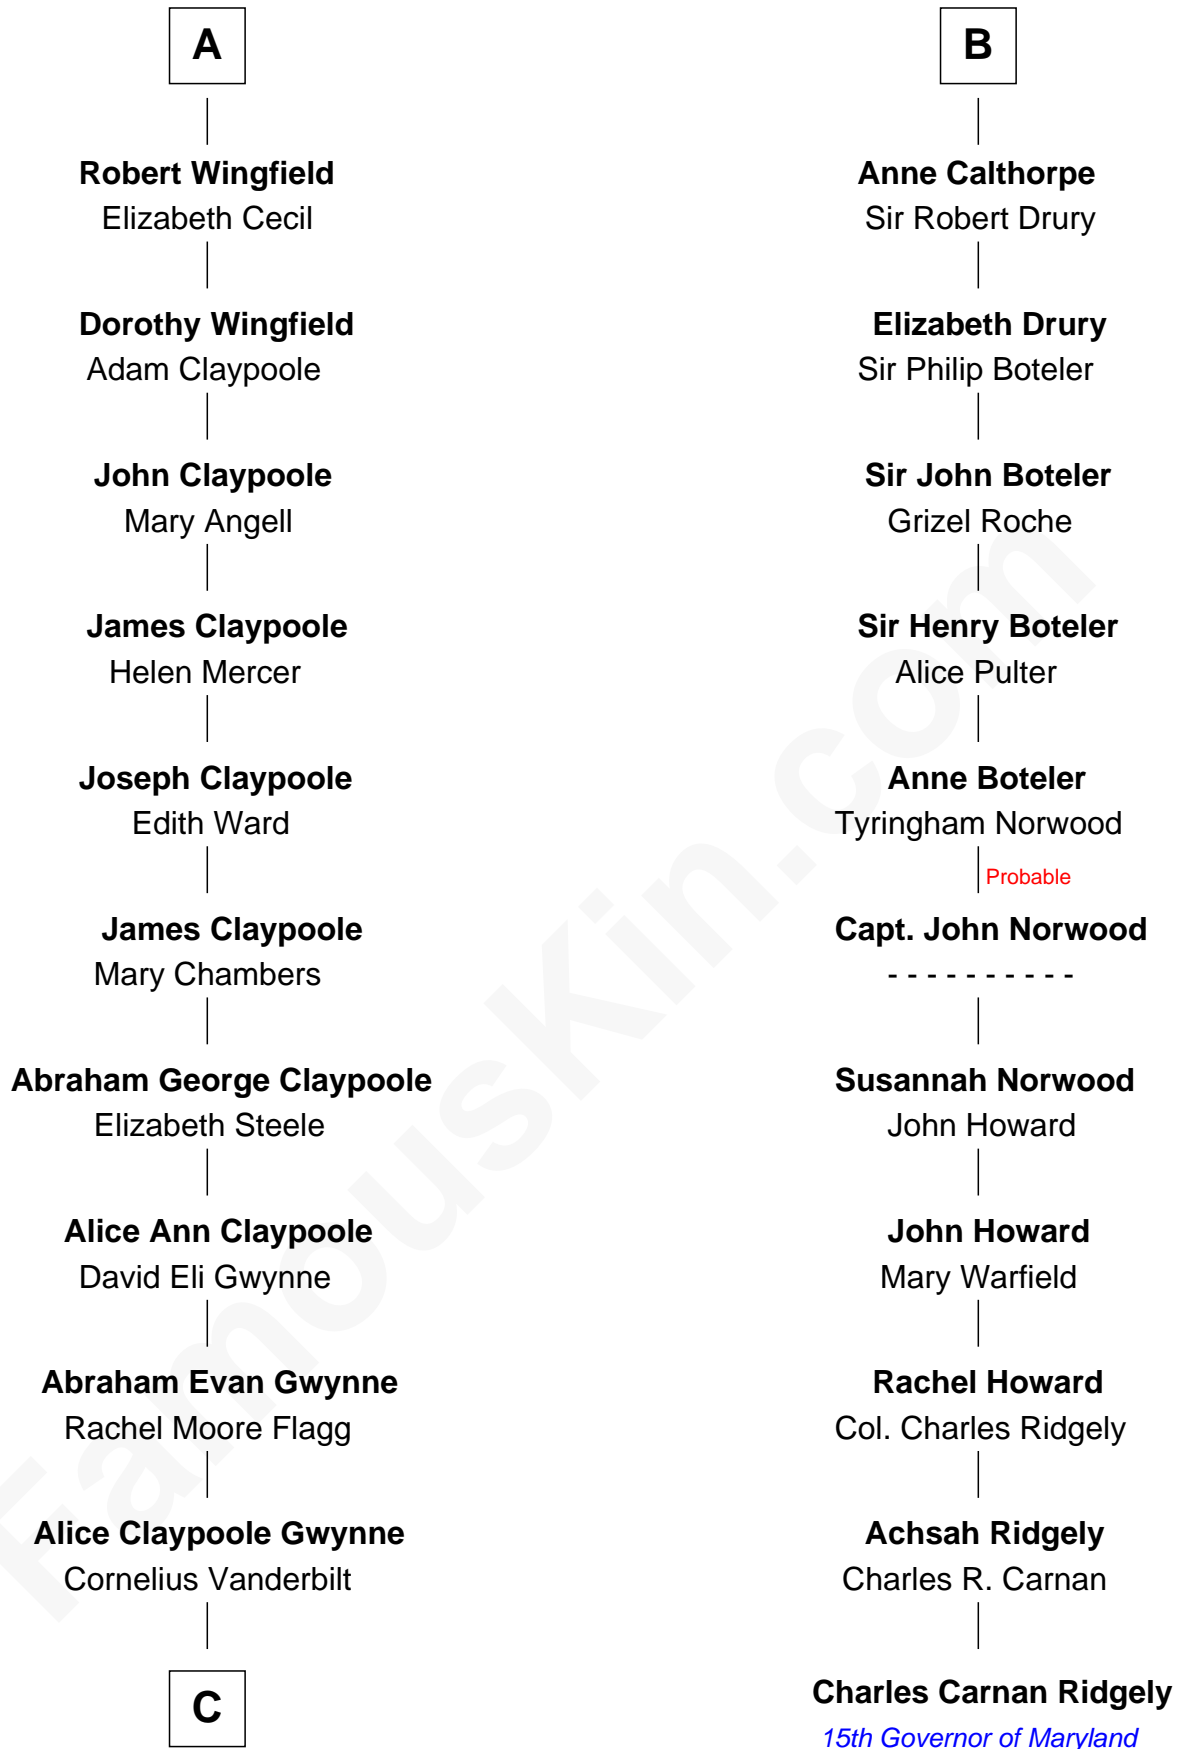 A
Robert Wingfield
Elizabeth Cecil
Dorothy Wingfield
Adam Claypoole
John Claypoole
Mary Angell
James Claypoole
Helen Mercer
Joseph Claypoole
Edith Ward
James Claypoole
Mary Chambers
Abraham George Claypoole
Elizabeth Steele
Alice Ann Claypoole
David Eli Gwynne
Abraham Evan Gwynne
Rachel Moore Flagg
Alice Claypoole Gwynne
Cornelius Vanderbilt
C
B
Anne Calthorpe
Sir Robert Drury
Elizabeth Drury
Sir Philip Boteler
Sir John Boteler
Grizel Roche
Sir Henry Boteler
Alice Pulter
Anne Boteler
Tyringham Norwood
Probable
Capt. John Norwood
- - - - - - - - - -
Susannah Norwood
John Howard
John Howard
Mary Warfield
Rachel Howard
Col. Charles Ridgely
Achsah Ridgely
Charles R. Carnan
Charles Carnan Ridgely
15th Governor of Maryland
FamousKin.com